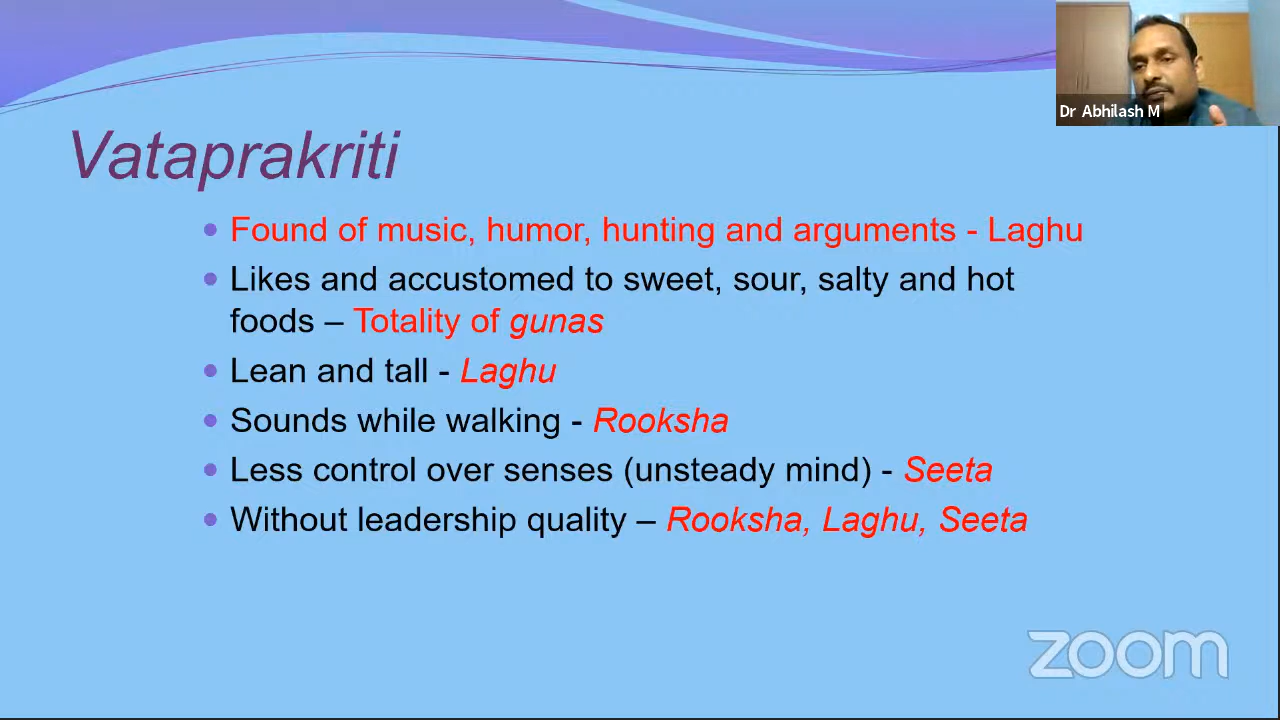 Dr Abhilash M
Vataprakriti
• Found of music, humor, hunting and arguments - Laghu
• Likes and accustomed to sweet, sour, salty and hot
foods – Totality of gunas
• Lean and tall - Laghu
• Sounds while walking - Rooksha
• Less control over senses (unsteady mind) - Seeta
• Without leadership quality – Rooksha, Laghu, Seeta
zoom